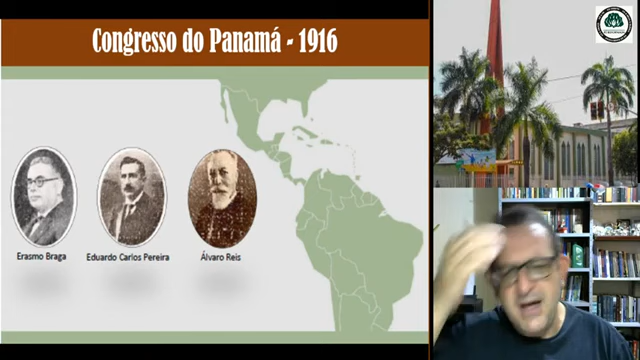 Congresso do Panamá - 1916
Erasmo Braga
Eduardo Carlos Pereira
Álvaro Reis